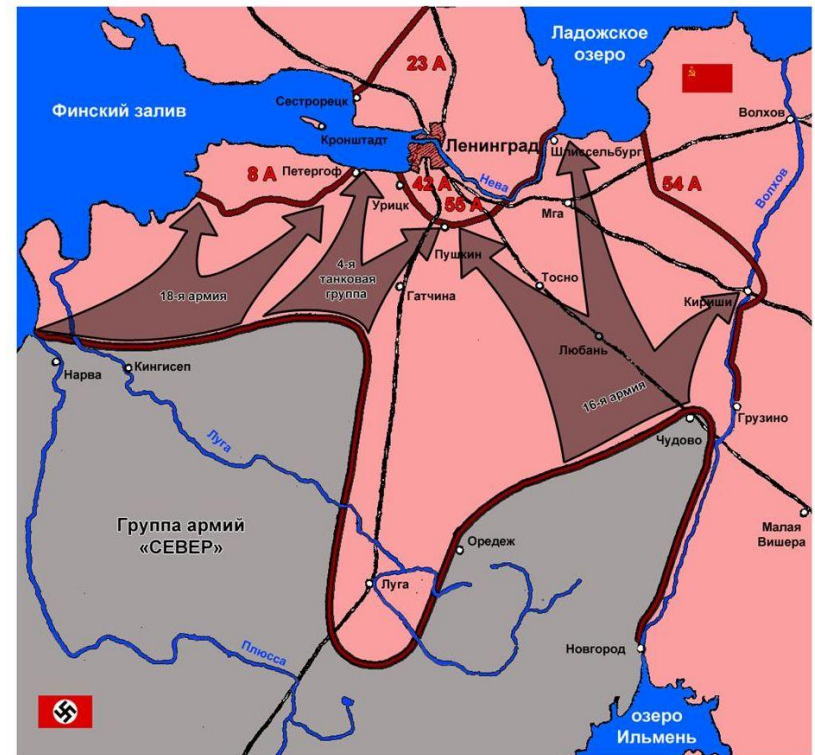 Ладожское
озеро
23 А
Финский залив
Сестрорецк
Волхов
Кронштадт
Ленинград
Шлиссельбург
8 А
Петергоф
42 А
Нева
54 А
Волхов
Урицк
55 А
Мга
Пушкин
4-я
танковая
группа
18-я армия
Тосно
Гатчина
Кириши
Любань
Нарва
Кингисеп
16-я армия
Грузино
Чудово
Луга
Группа армий
«СЕВЕР»
Малая
Вишера
Оредеж
Луга
Плюсса
Новгород
озеро
Ильмень